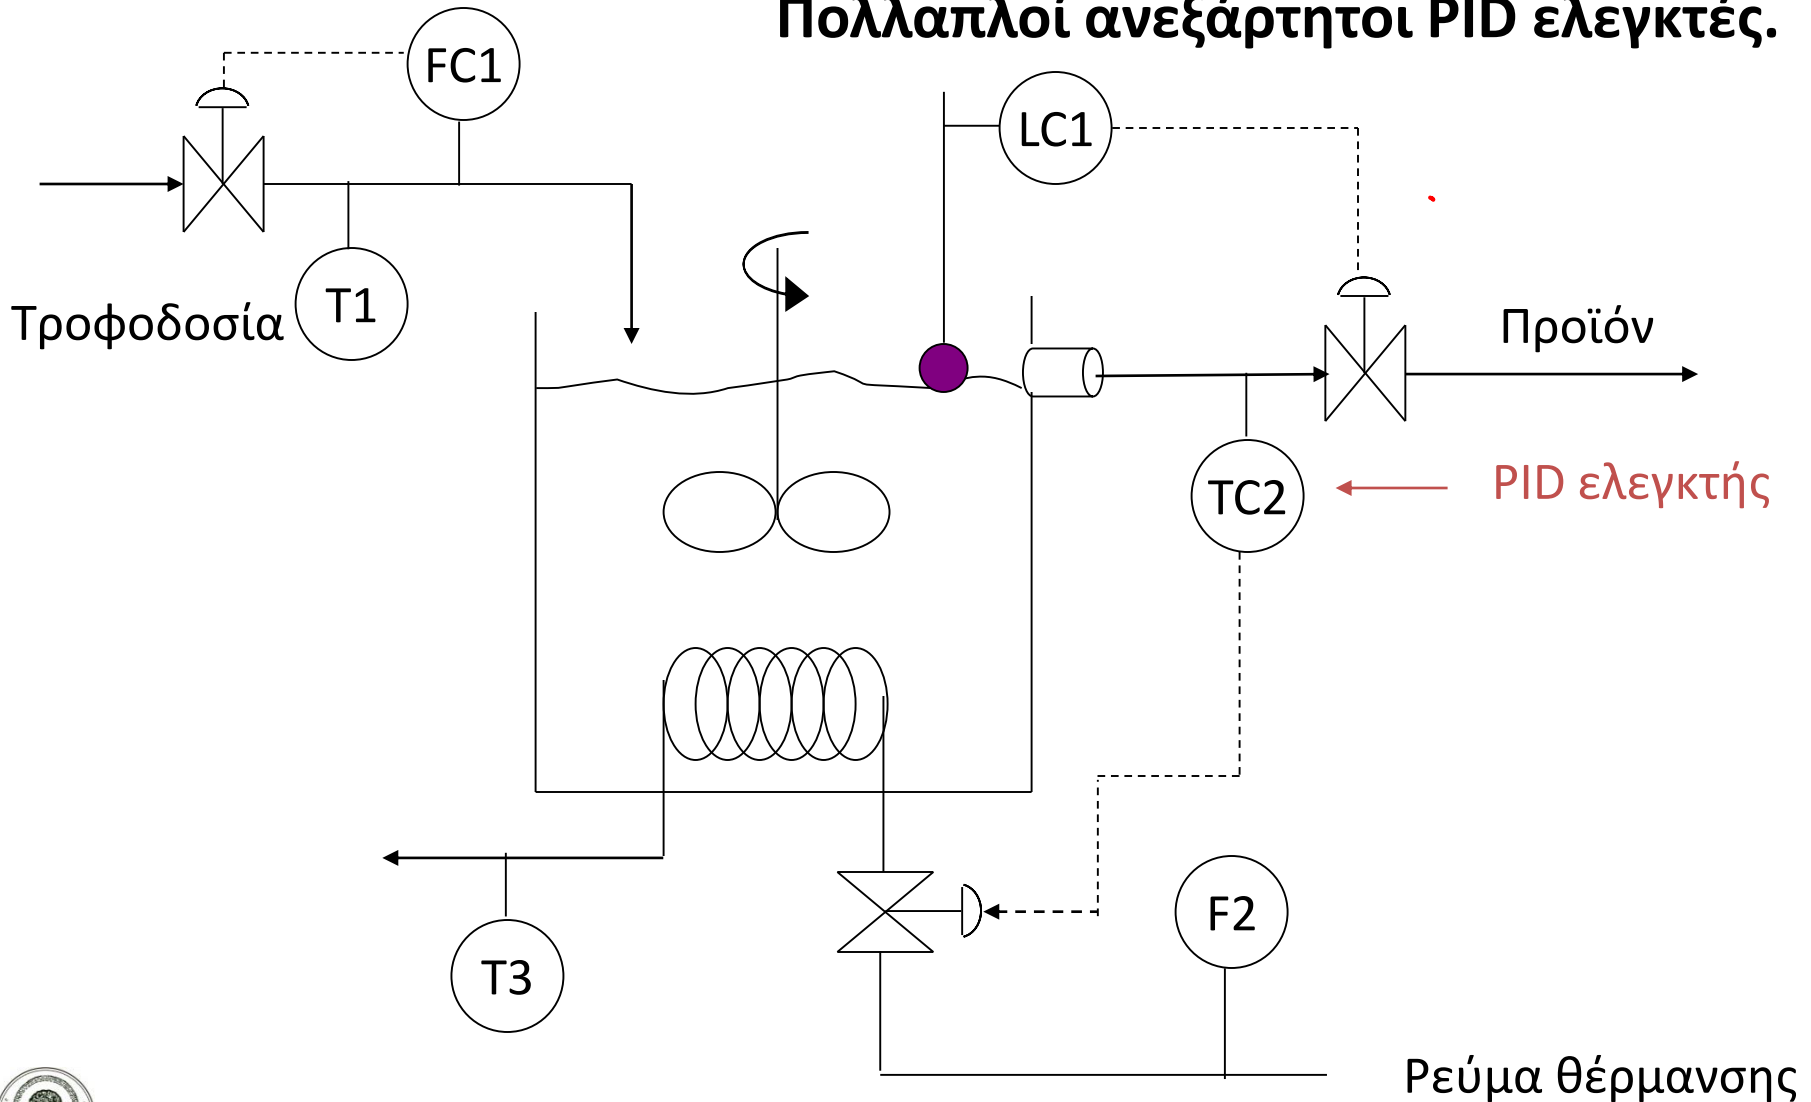 Πολλαπλοί ανεξάρτητοι PID ελεγκτές.
FC1
LC1
T1
Τροφοδοσία
Προϊόν
TC2
PID ελεγκτής
F2
T3
Ρεύμα θέρμανσης